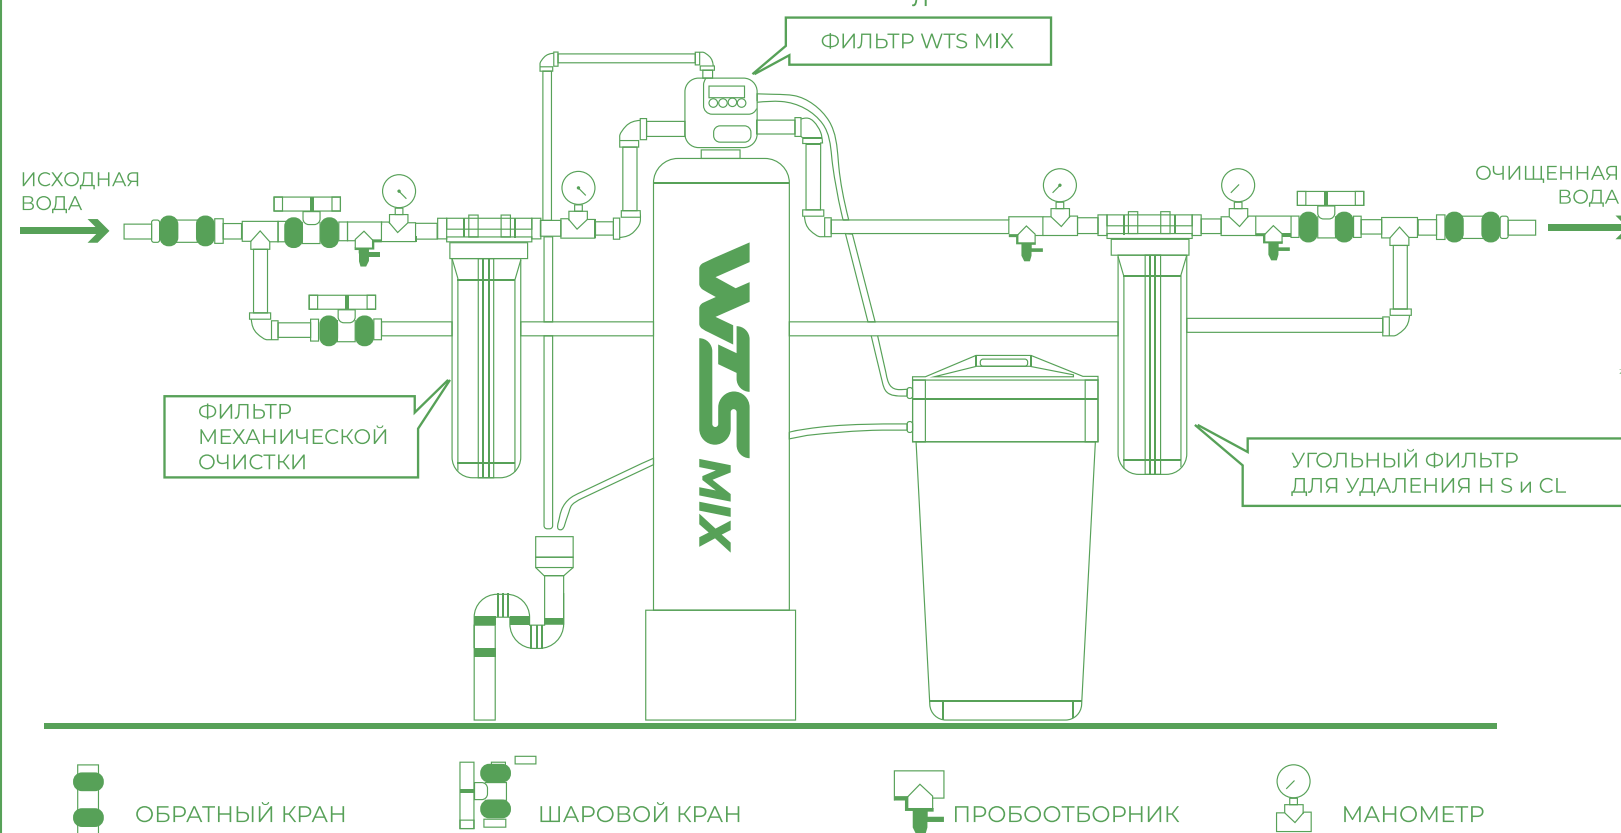 ФИЛЬТР WTS MIX
ИСХОДНАЯ
ВОДА
ОЧИЩЕННАЯ
ВОДА
WTS MIX
ФИЛЬТР
МЕХАНИЧЕСКОЙ
ОЧИСТКИ
УГОЛЬНЫЙ ФИЛЬТР
ДЛЯ УДАЛЕНИЯ H S и CL
ОБРАТНЫЙ КРАН
ШАРОВОЙ КРАН
ПРОБООТБОРНИК
МАНОМЕТР